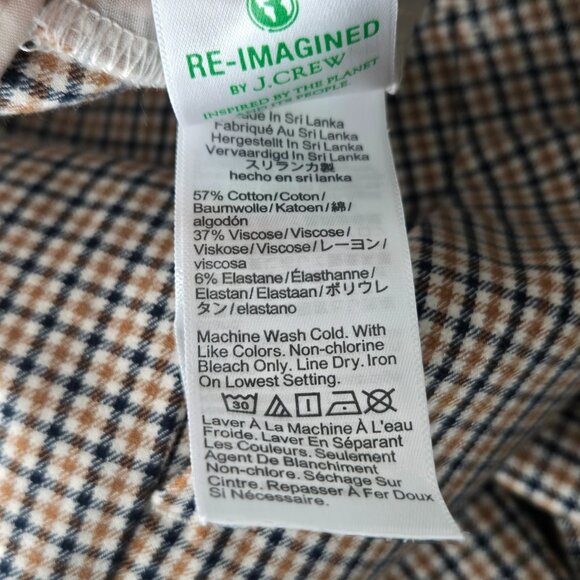 RE-IMAGINED
BY J.CREW
INSPIRED BY THE PLANET
AND ITS PEOPLE.
In Sri Lanka
Fabriqué Au Sri Lanka
Hergestellt In Sri Lanka
Vervaardigd In Sri Lanka
スリランカ製
hecho en sri lanka
57% Cotton/Coton/
Baumwolle/Katoen/綿/
algodón
37% Viscose/Viscose/
Viskose/Viscose/レーヨン/
viscosa
6% Elastane/Élasthanne/
Elastan/Elastaan/ポリウレ
タン/elastano
Machine Wash Cold. With
Like Colors. Non-chlorine
Bleach Only. Line Dry. Iron
On Lowest Setting.
30
Laver À La Machine À L'eau
Froide. Laver En Séparant
Les Couleurs. Seulement
Agent De Blanchiment
Non-chlore. Séchage Sur
Cintre. Repasser À Fer Doux
Si Nécessaire.